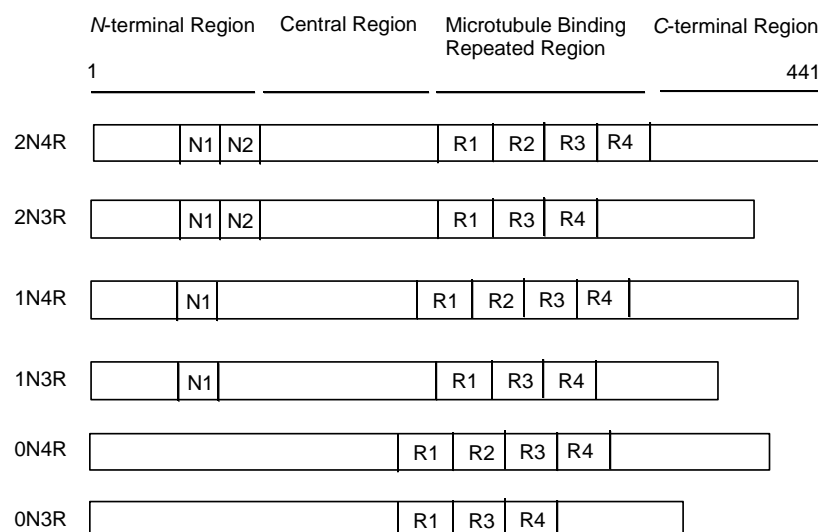 N-terminal Region Central Region Microtubule Binding Repeated Region C-terminal Region
1 441
2N4R N1 N2 R1 R2 R3 R4
2N3R N1 N2 R1 R3 R4
1N4R N1 R1 R2 R3 R4
1N3R N1 R1 R3 R4
0N4R R1 R2 R3 R4
0N3R R1 R3 R4